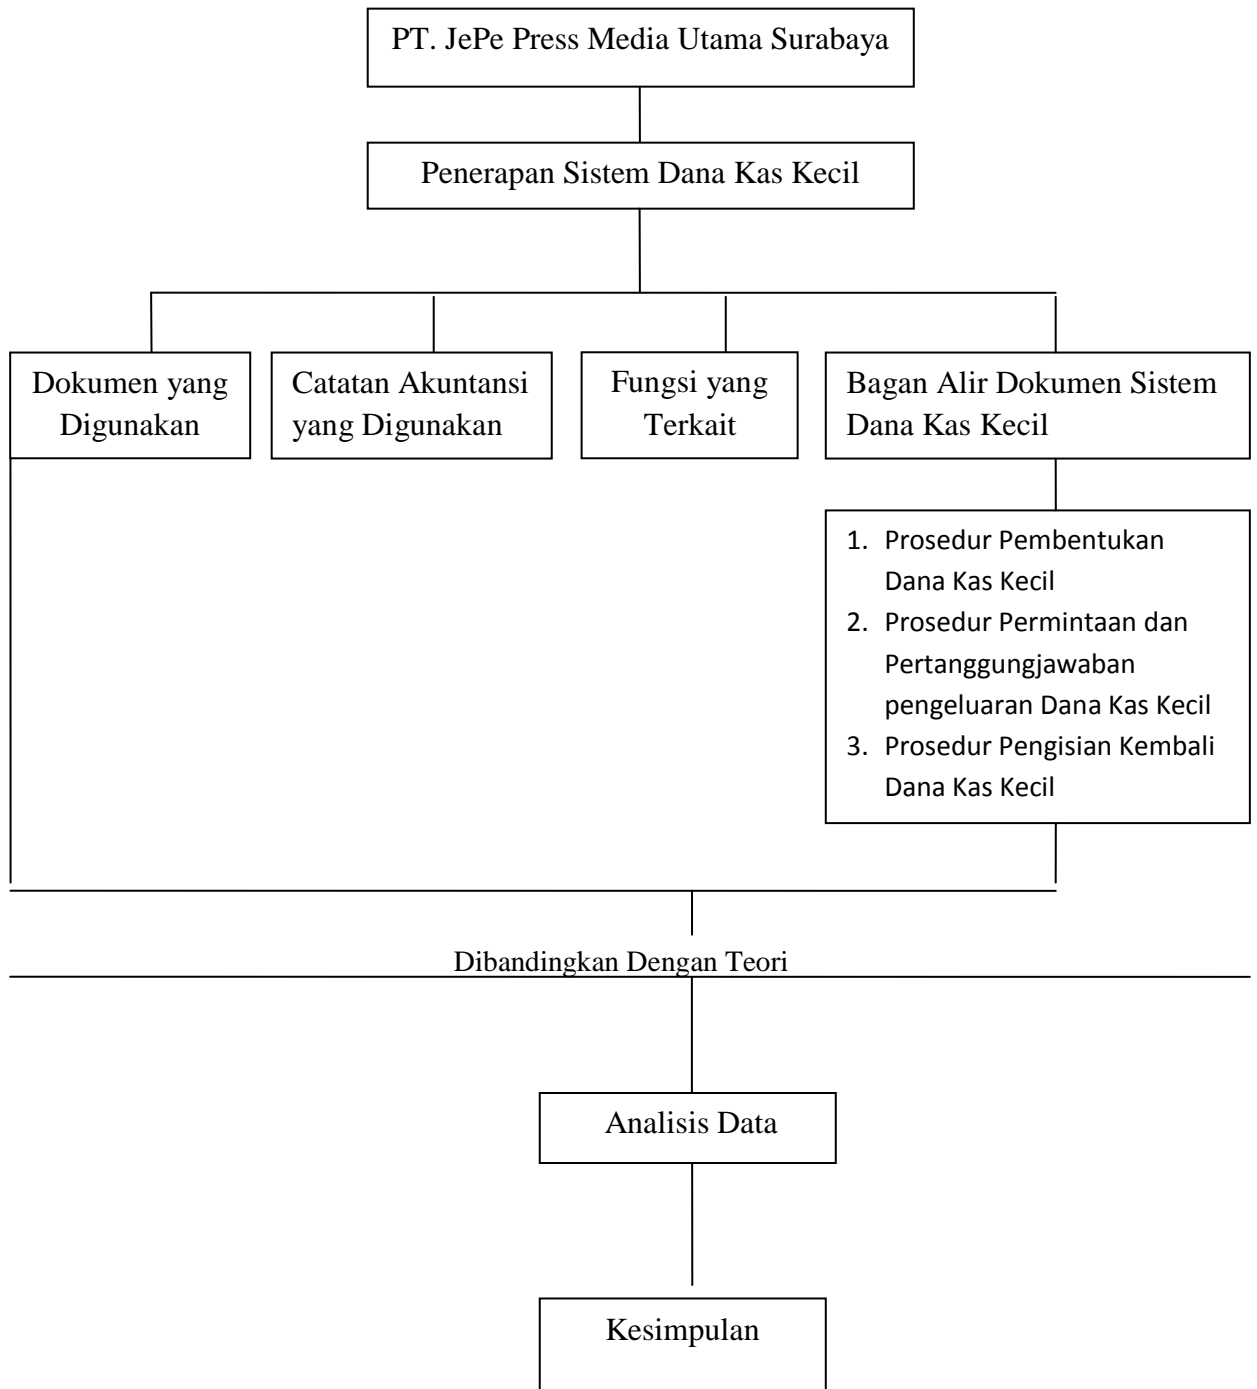 PT. JePe Press Media Utama Surabaya
Penerapan Sistem Dana Kas Kecil
Dokumen yang
Digunakan
Catatan Akuntansi
yang Digunakan
Fungsi yang
Terkait
Bagan Alir Dokumen Sistem
Dana Kas Kecil
1. Prosedur Pembentukan
Dana Kas Kecil
2. Prosedur Permintaan dan
Pertanggungjawaban
pengeluaran Dana Kas Kecil
3. Prosedur Pengisian Kembali
Dana Kas Kecil
Dibandingkan Dengan Teori
Analisis Data
Kesimpulan